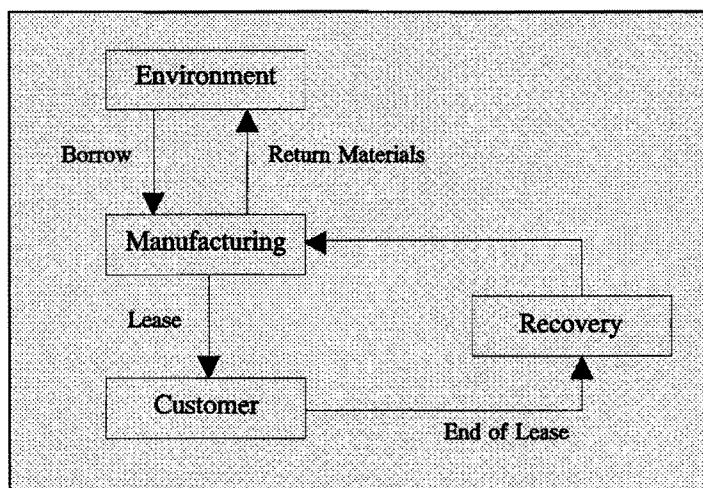 Environment
Borrow
Return Materials
Manufacturing
Lease
Recovery
Customer
End of Lease